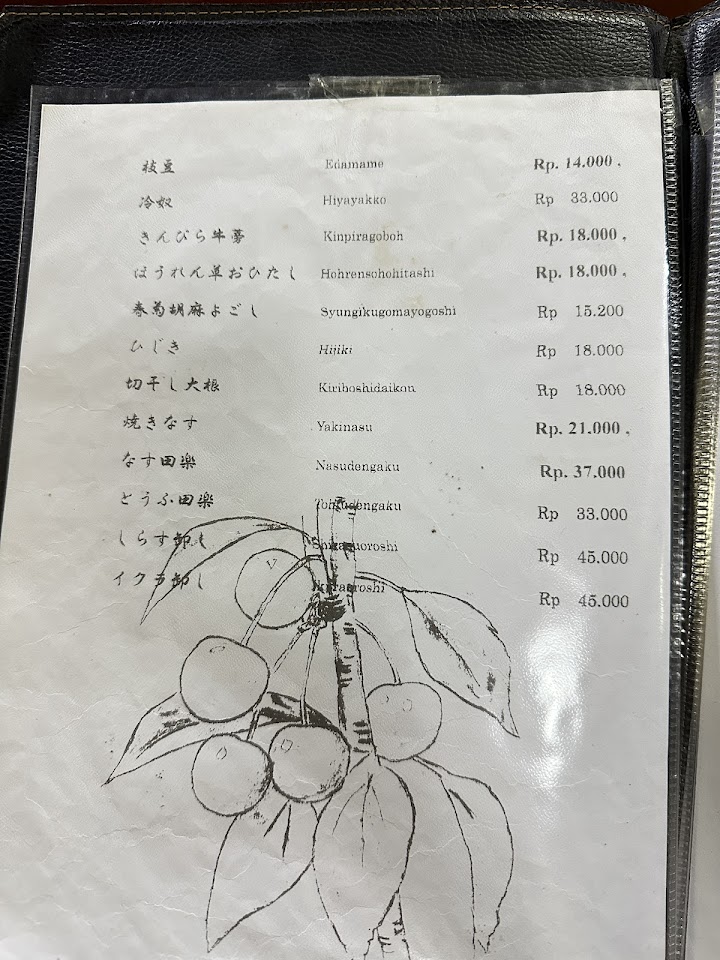 枝豆 Edamame Rp. 14.000 ,
冷奴 Hiyayakko Rp 33.000
きんぴら牛蒡 Kinpiragoboh Rp. 18.000 ,
ほうれん草おひたし Hohrensohohitashi Rp. 18.000 ,
春菊胡麻よごし Syungikugomayogoshi Rp 15.200
ひじき Hijiki Rp 18.000
切干し大根 Kiriboshidaikon Rp 18.000
焼きなす Yakinasu Rp. 21.000 ,
なす田楽 Nasudengaku Rp. 37.000
とうふ田楽 Tohfudengaku Rp 33.000
しらす卸し Shirasuoroshi Rp 45.000
イクラ卸し Ikuraoroshi Rp 45.000